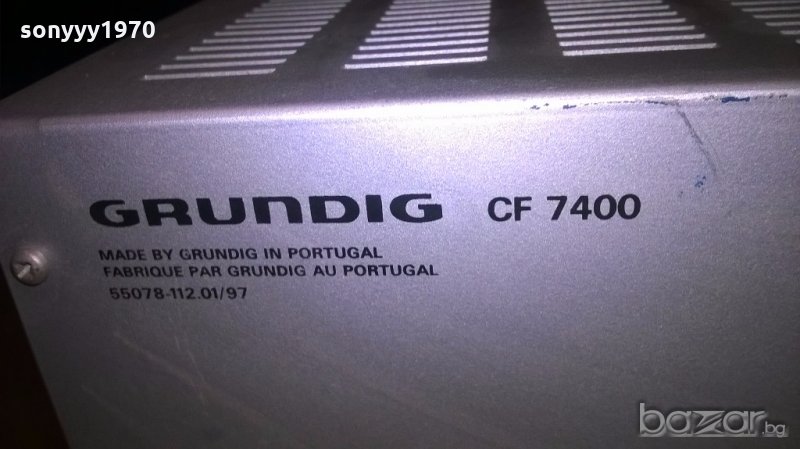 sonyyy1970
GRUNDIG CF 7400
MADE BY GRUNDIG IN PORTUGAL
FABRIQUE PAR GRUNDIG AU PORTUGAL
55078-112.01/97
bazar.bg